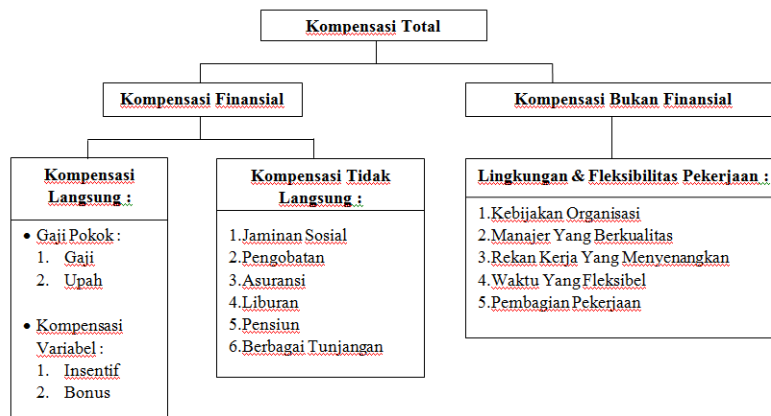 Kompensasi Total
Kompensasi Finansial
Kompensasi Bukan Finansial
Kompensasi
Langsung :
• Gaji Pokok :
1. Gaji
2. Upah
• Kompensasi
Variabel :
1. Insentif
2. Bonus
Kompensasi Tidak
Langsung :
1.Jaminan Sosial
2.Pengobatan
3.Asuransi
4.Liburan
5.Pensiun
6.Berbagai Tunjangan
Lingkungan & Fleksibilitas Pekerjaan :
1.Kebijakan Organisasi
2.Manajer Yang Berkualitas
3.Rekan Kerja Yang Menyenangkan
4.Waktu Yang Fleksibel
5.Pembagian Pekerjaan